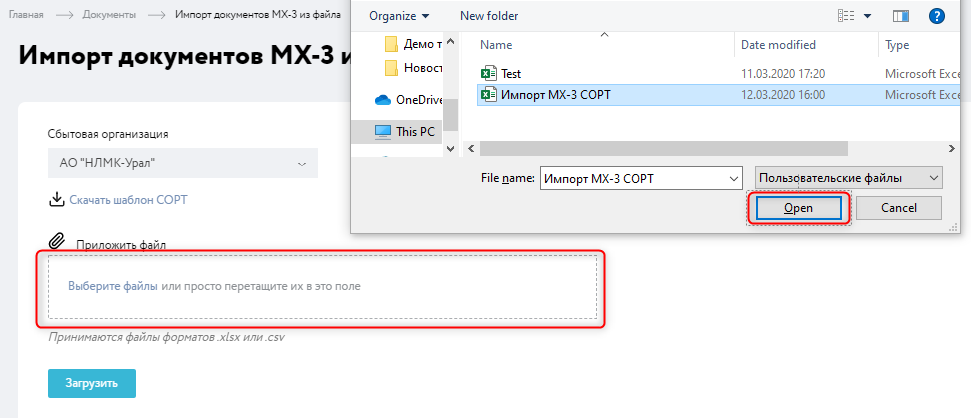 Главная → Документы → Импорт документов МХ-3 из файла
Импорт документов МХ-3 и
Сбытовая организация
АО "НЛМК-Урал"
Скачать шаблон СОРТ
Приложить файл
Выберите файлы или просто перетащите их в это поле
Принимаются файлы форматов .xlsx или .csv
Загрузить
Organize
New folder
Демо т
Новост
OneDrive
This PC
Name
Date modified
Type
Test
11.03.2020 17:20
Microsoft Exce
Импорт МХ-3 СОРТ
12.03.2020 16:00
Microsoft Exce
File name:
Импорт МХ-3 СОРТ
Пользовательские файлы
Open
Cancel